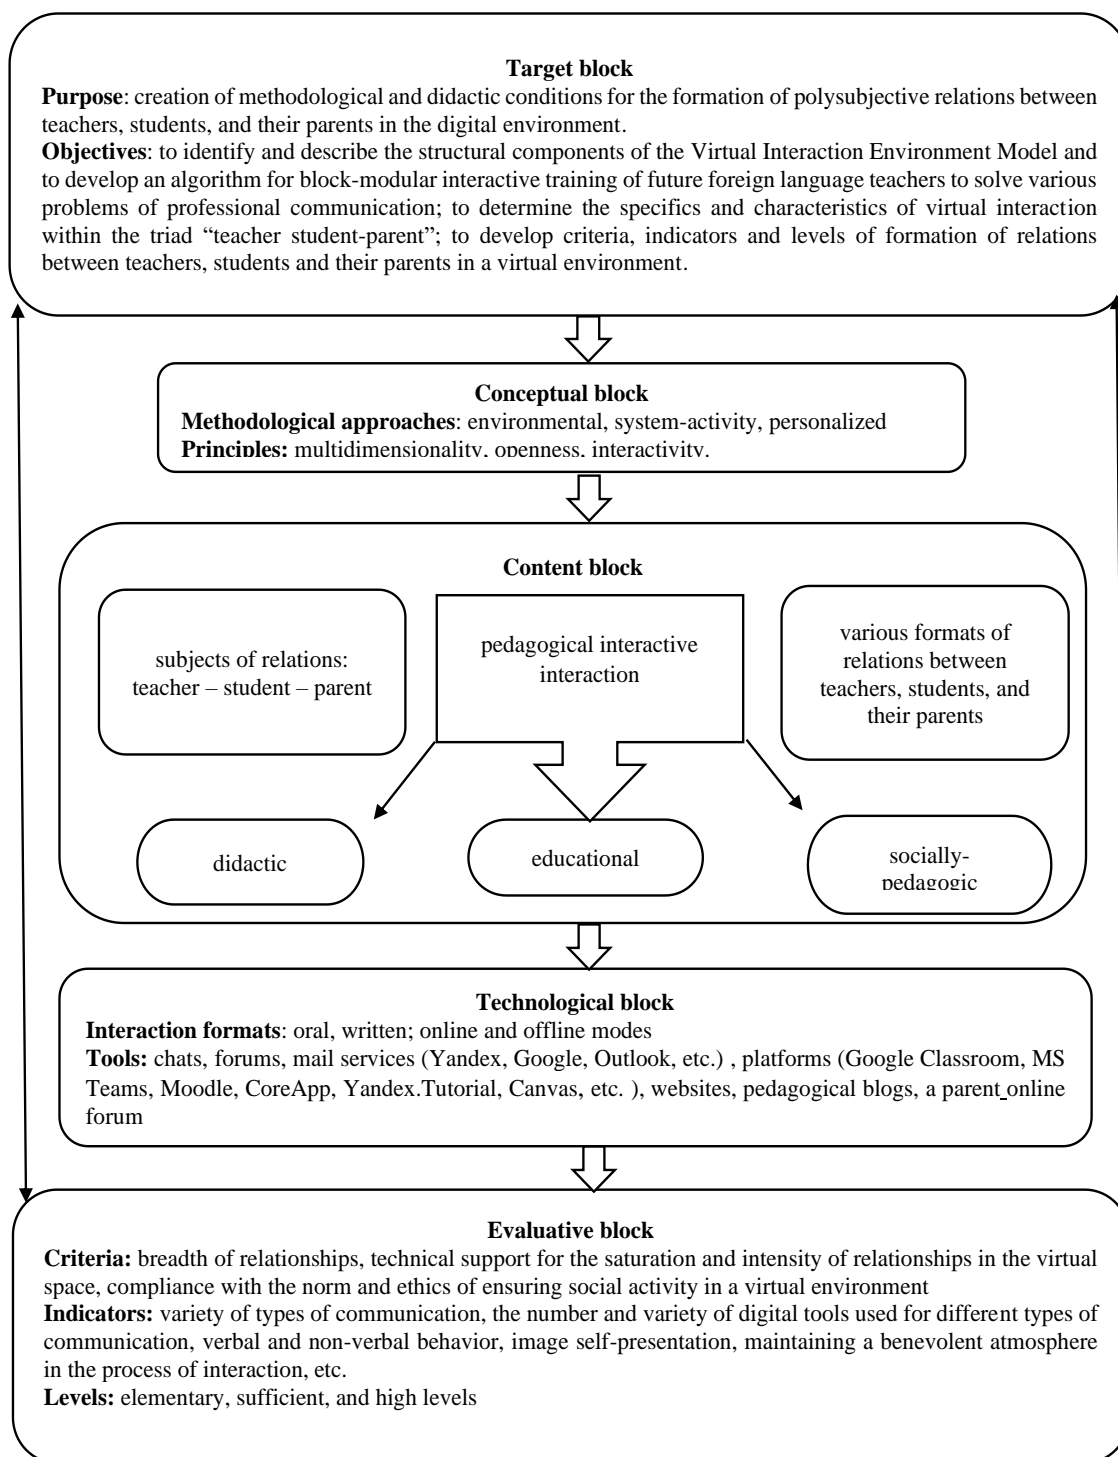 Target block
Purpose: creation of methodological and didactic conditions for the formation of polysubjective relations between
teachers, students, and their parents in the digital environment.
Objectives: to identify and describe the structural components of the Virtual Interaction Environment Model and
to develop an algorithm for block-modular interactive training of future foreign language teachers to solve various
problems of professional communication; to determine the specifics and characteristics of virtual interaction
within the triad “teacher student-parent”; to develop criteria, indicators and levels of formation of relations
between teachers, students and their parents in a virtual environment.
Conceptual block
Methodological approaches: environmental, system-activity, personalized
Principles: multidimensionality, openness, interactivity.
Content block
subjects of relations:
teacher – student – parent
pedagogical interactive
interaction
various formats of
relations between
teachers, students, and
their parents
didactic
educational
socially-
pedagogic
Technological block
Interaction formats: oral, written; online and offline modes
Tools: chats, forums, mail services (Yandex, Google, Outlook, etc.) , platforms (Google Classroom, MS
Teams, Moodle, CoreApp, Yandex.Tutorial, Canvas, etc. ), websites, pedagogical blogs, a parent online
forum
Evaluative block
Criteria: breadth of relationships, technical support for the saturation and intensity of relationships in the virtual
space, compliance with the norm and ethics of ensuring social activity in a virtual environment
Indicators: variety of types of communication, the number and variety of digital tools used for different types of
communication, verbal and non-verbal behavior, image self-presentation, maintaining a benevolent atmosphere
in the process of interaction, etc.
Levels: elementary, sufficient, and high levels